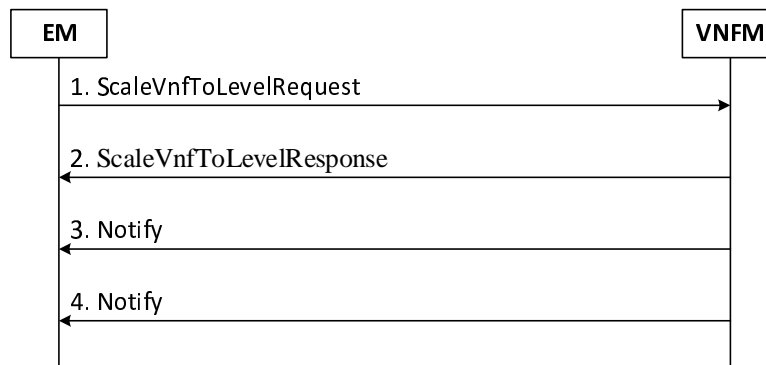 EM
VNFM
1. ScaleVnfToLevelRequest
2. ScaleVnfToLevelResponse
3. Notify
4. Notify